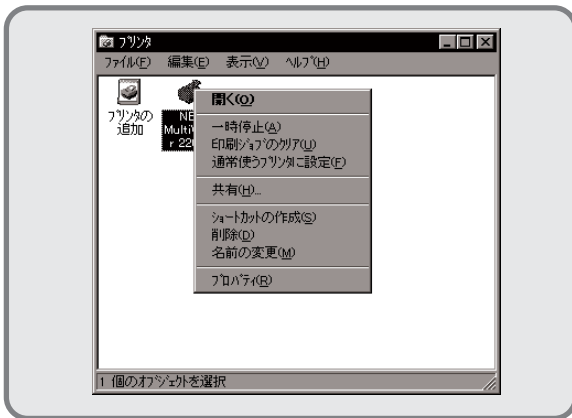 プリンタ
ファイル(F) 編集(E) 表示(V) ヘルプ(H)
プリンタの
追加
NE
Multi
r 220
開く(O)
一時停止(A)
印刷ジョブのクリア(U)
通常使うプリンタに設定(F)
共有(H)...
ショートカットの作成(S)
削除(D)
名前の変更(M)
プロパティ(R)
1 個のオブジェクトを選択